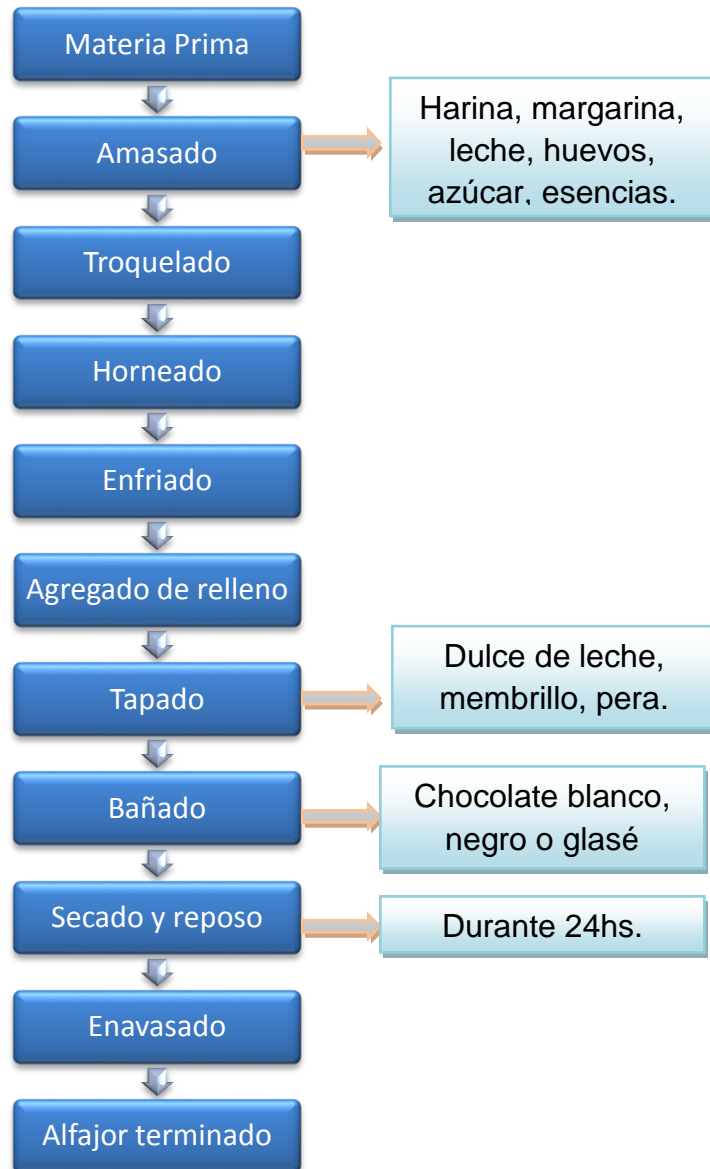 Materia Prima
Amasado
Harina, margarina,
leche, huevos,
azúcar, esencias.
Troquelado
Horneado
Enfriado
Agregado de relleno
Tapado
Dulce de leche,
membrillo, pera.
Bañado
Chocolate blanco,
negro o glasé
Secado y reposo
Durante 24hs.
Enavasado
Alfajor terminado